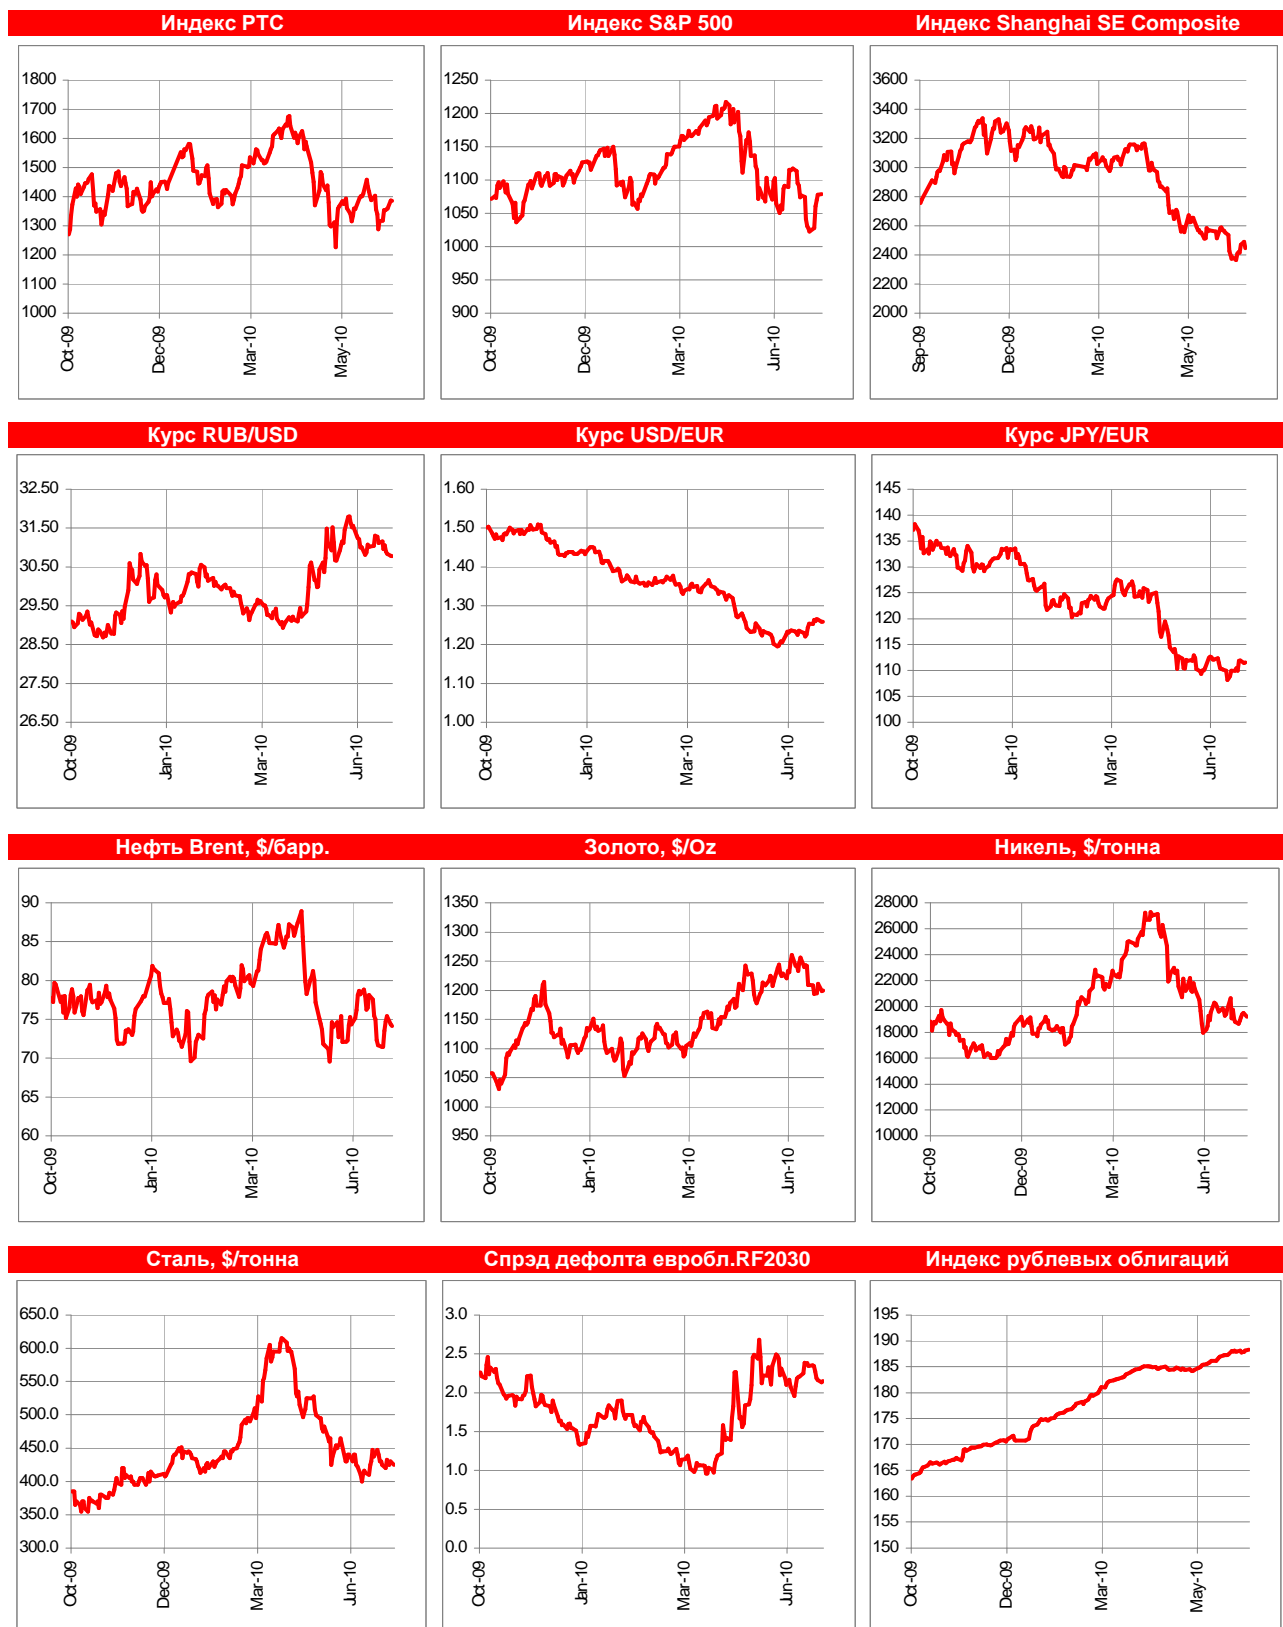 Индекс РТС
Индекс S&P 500
Индекс Shanghai SE Composite
1800
1700
1600
1500
1400
1300
1200
1100
1000
Oct-09
Dec-09
Mar-10
May-10
1250
1200
1150
1100
1050
1000
950
900
Oct-09
Dec-09
Mar-10
Jun-10
3600
3400
3200
3000
2800
2600
2400
2200
2000
Sep-09
Dec-09
Mar-10
May-10
Курс RUB/USD
Курс USD/EUR
Курс JPY/EUR
32.50
31.50
30.50
29.50
28.50
27.50
26.50
Oct-09
Jan-10
Mar-10
Jun-10
1.60
1.50
1.40
1.30
1.20
1.10
1.00
Oct-09
Jan-10
Mar-10
Jun-10
145
140
135
130
125
120
115
110
105
100
Oct-09
Jan-10
Mar-10
Jun-10
Нефть Brent, $/барр.
Золото, $/Oz
Никель, $/тонна
90
85
80
75
70
65
60
Oct-09
Jan-10
Mar-10
Jun-10
1350
1300
1250
1200
1150
1100
1050
1000
950
Oct-09
Jan-10
Mar-10
Jun-10
28000
26000
24000
22000
20000
18000
16000
14000
12000
10000
Oct-09
Dec-09
Mar-10
Jun-10
Сталь, $/тонна
Спрэд дефолта евробл.RF2030
Индекс рублевых облигаций
650.0
600.0
550.0
500.0
450.0
400.0
350.0
300.0
Oct-09
Dec-09
Mar-10
Jun-10
3.0
2.5
2.0
1.5
1.0
0.5
0.0
Oct-09
Jan-10
Mar-10
Jun-10
195
190
185
180
175
170
165
160
155
150
Oct-09
Dec-09
Mar-10
May-10